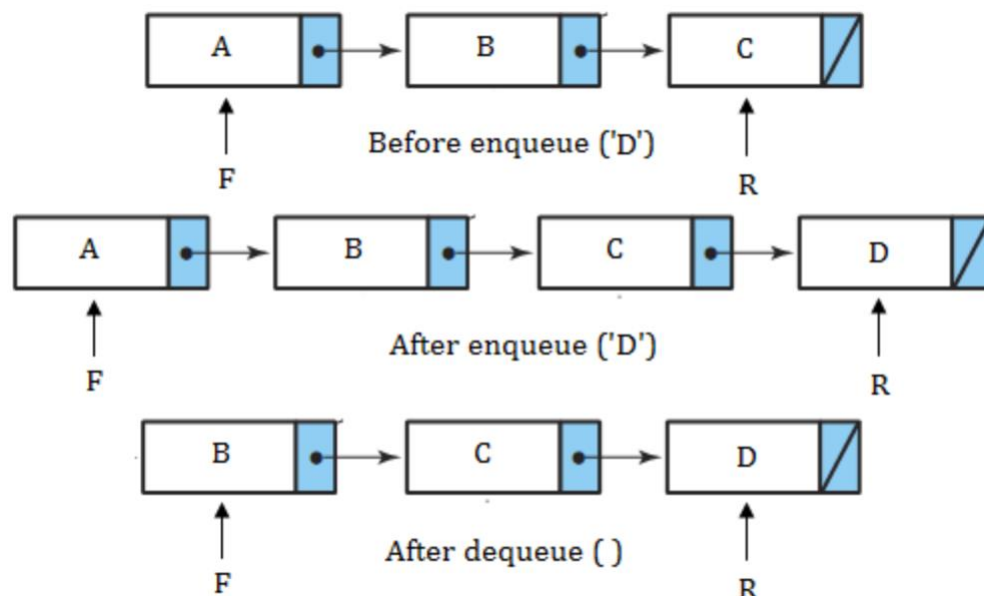 A B C
Before enqueue ('D')
F R
A B C D
After enqueue ('D')
F R
B C D
After dequeue ( )
F R